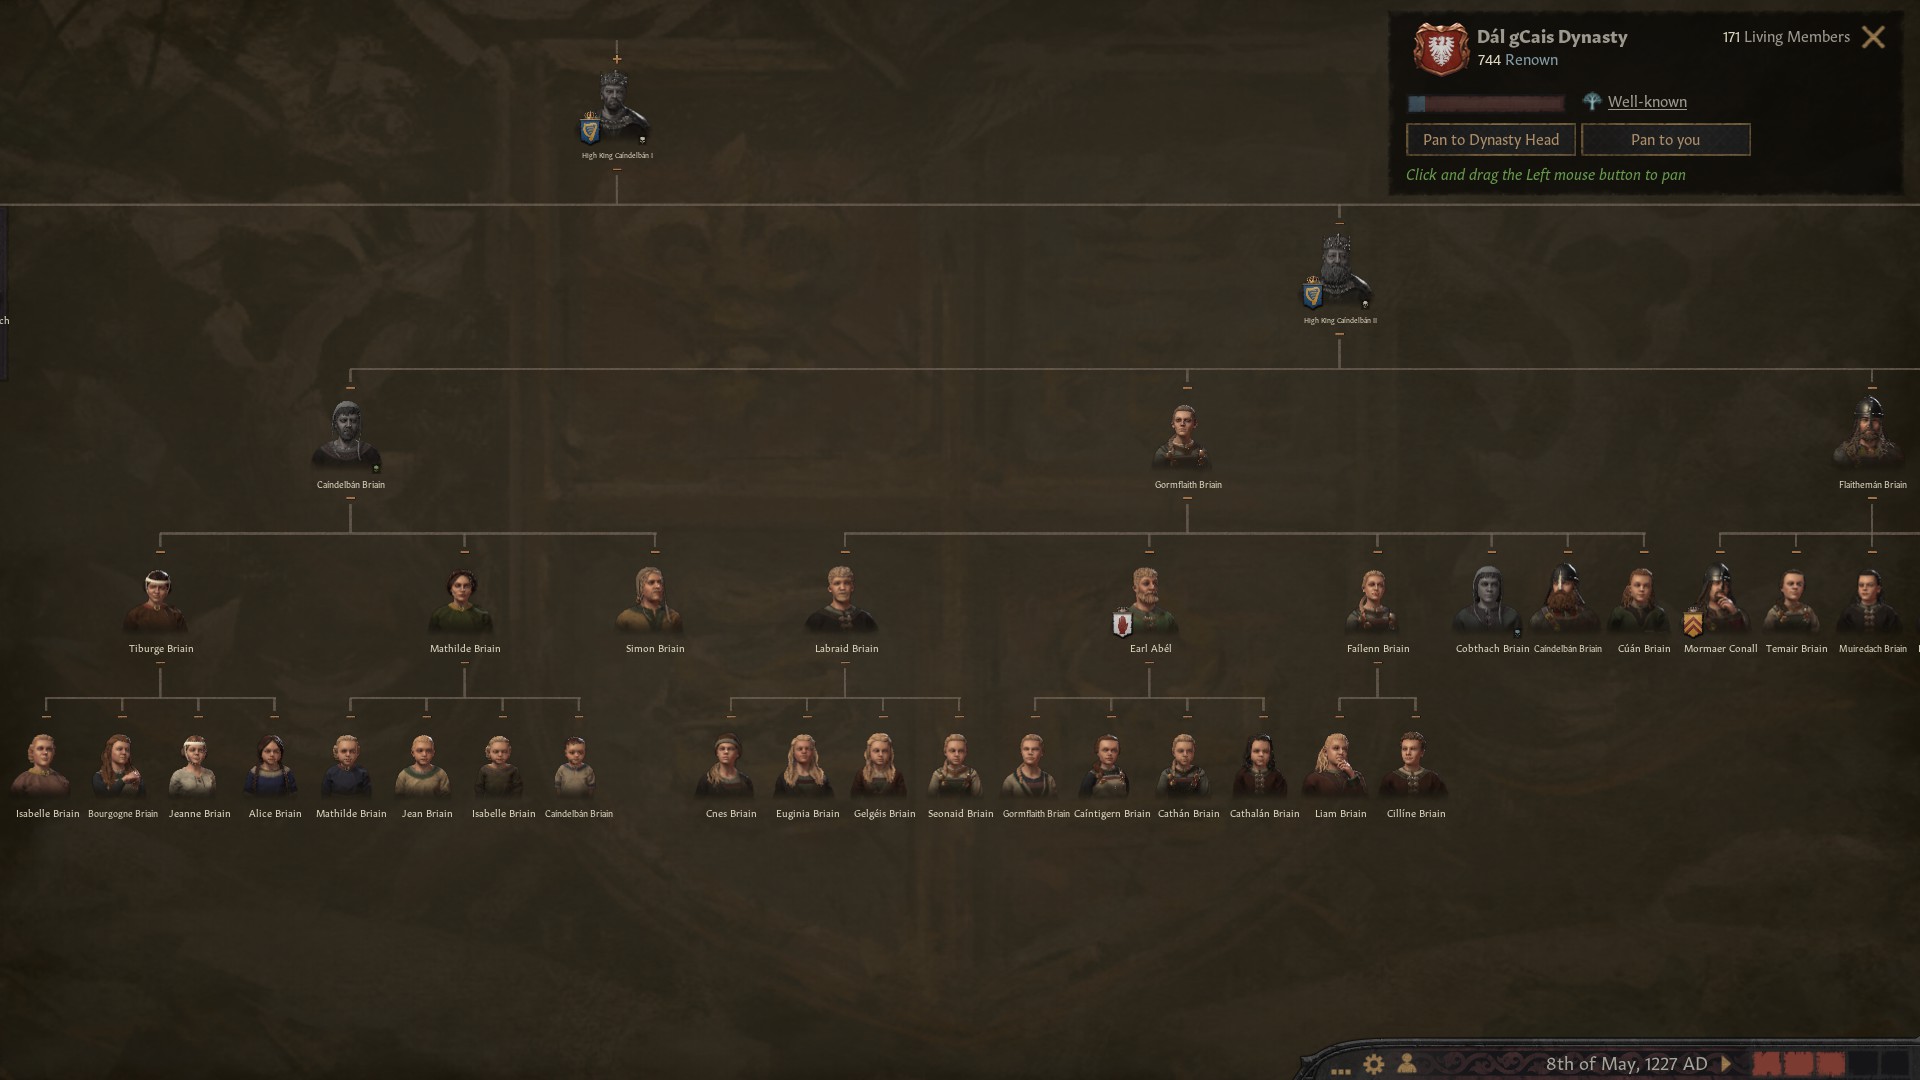 Dál gCais Dynasty
171 Living Members
744 Renown
Well-known
Pan to Dynasty Head
Pan to you
Click and drag the Left mouse button to pan
High King Caíndelbán I
High King Caíndelbán II
ch
Caíndelbán Briain
Gormflaith Briain
Flaithemán Briain
Tiburge Briain
Mathilde Briain
Simon Briain
Labraid Briain
Earl Abél
Faílenn Briain
Cobthach Briain
Caíndelbán Briain
Cúán Briain
Mormaer Conall
Temair Briain
Muiredach Briain
Isabelle Briain
Bourgogne Briain
Jeanne Briain
Alice Briain
Mathilde Briain
Jean Briain
Isabelle Briain
Caíndelbán Briain
Cnes Briain
Euginia Briain
Gelgéis Briain
Seonaid Briain
Gormflaith Briain
Caíntigern Briain
Cathán Briain
Cathalán Briain
Liam Briain
Cillíne Briain
8th of May, 1227 AD